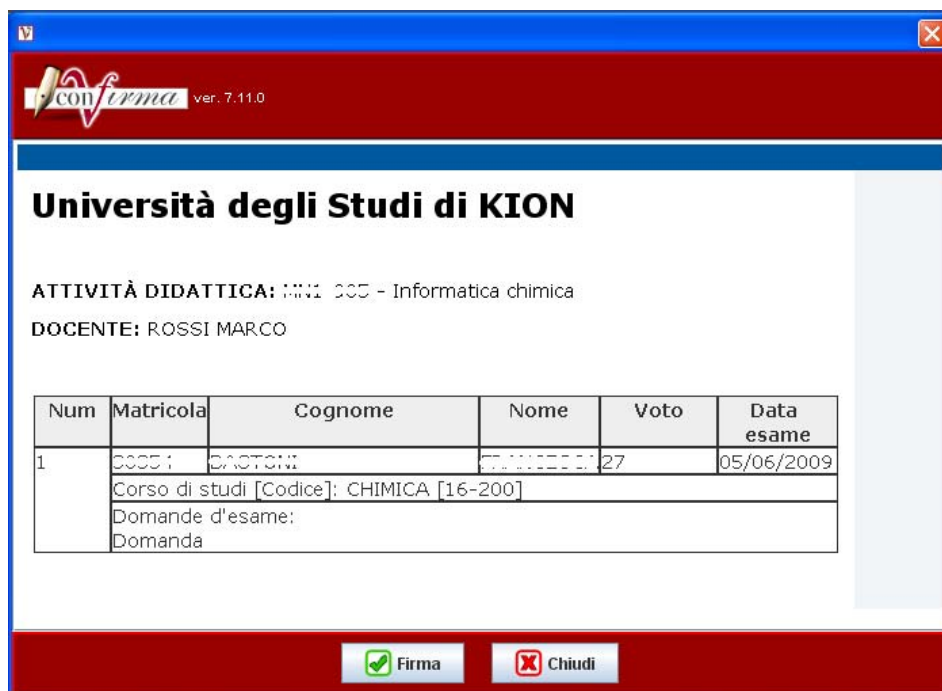 confirma ver. 7.11.0
Università degli Studi di KION
ATTIVITÀ DIDATTICA: - Informatica chimica
DOCENTE: ROSSI MARCO
Num Matricola Cognome Nome Voto Data esame
1 27 05/06/2009
Corso di studi [Codice]: CHIMICA [16-200]
Domande d'esame:
Domanda
Firma Chiudi